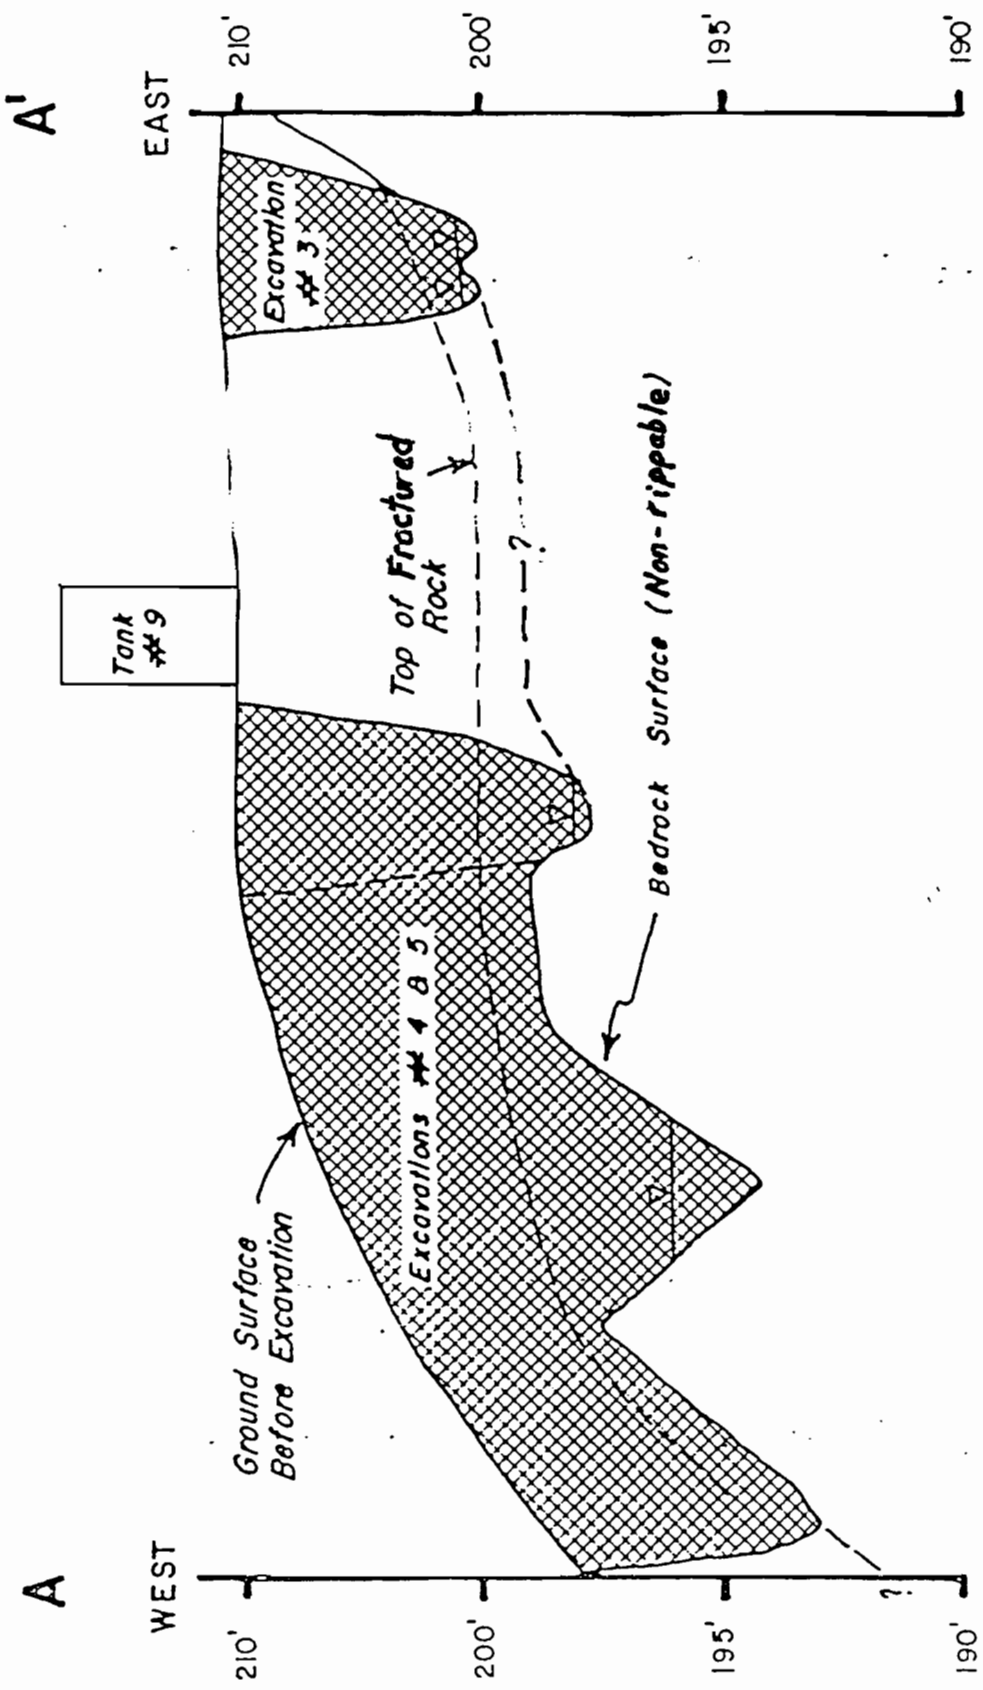 A
A'
WEST
EAST
210'
200'
195'
190'
210'
200'
195'
190'
Tank
# 9
Ground Surface
Before Excavation
Excavations # 4 & 5
Top of Fractured
Rock
Excavation
# 3
Bedrock Surface (Non-rippable)
?
?